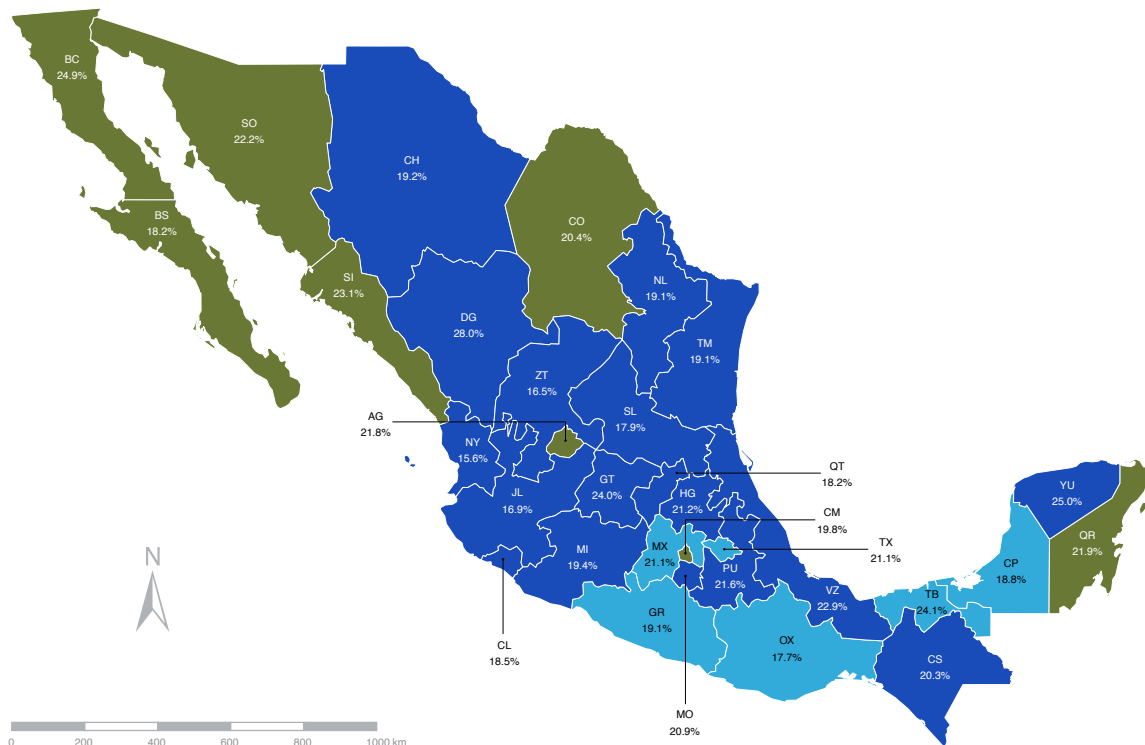 BC
24.9%
SO
22.2%
CH
19.2%
BS
18.2%
CO
20.4%
SI
23.1%
NL
19.1%
DG
28.0%
TM
19.1%
ZT
16.5%
SL
17.9%
AG
21.8%
NY
15.6%
QT
18.2%
GT
24.0%
HG
21.2%
YU
25.0%
JL
16.9%
CM
19.8%
TX
21.1%
QR
21.9%
MI
19.4%
MX
21.1%
PU
21.6%
CP
18.8%
N
VZ
22.9%
TB
24.1%
GR
19.1%
OX
17.7%
CL
18.5%
CS
20.3%
MO
20.9%
0 200 400 600 800 1000 km